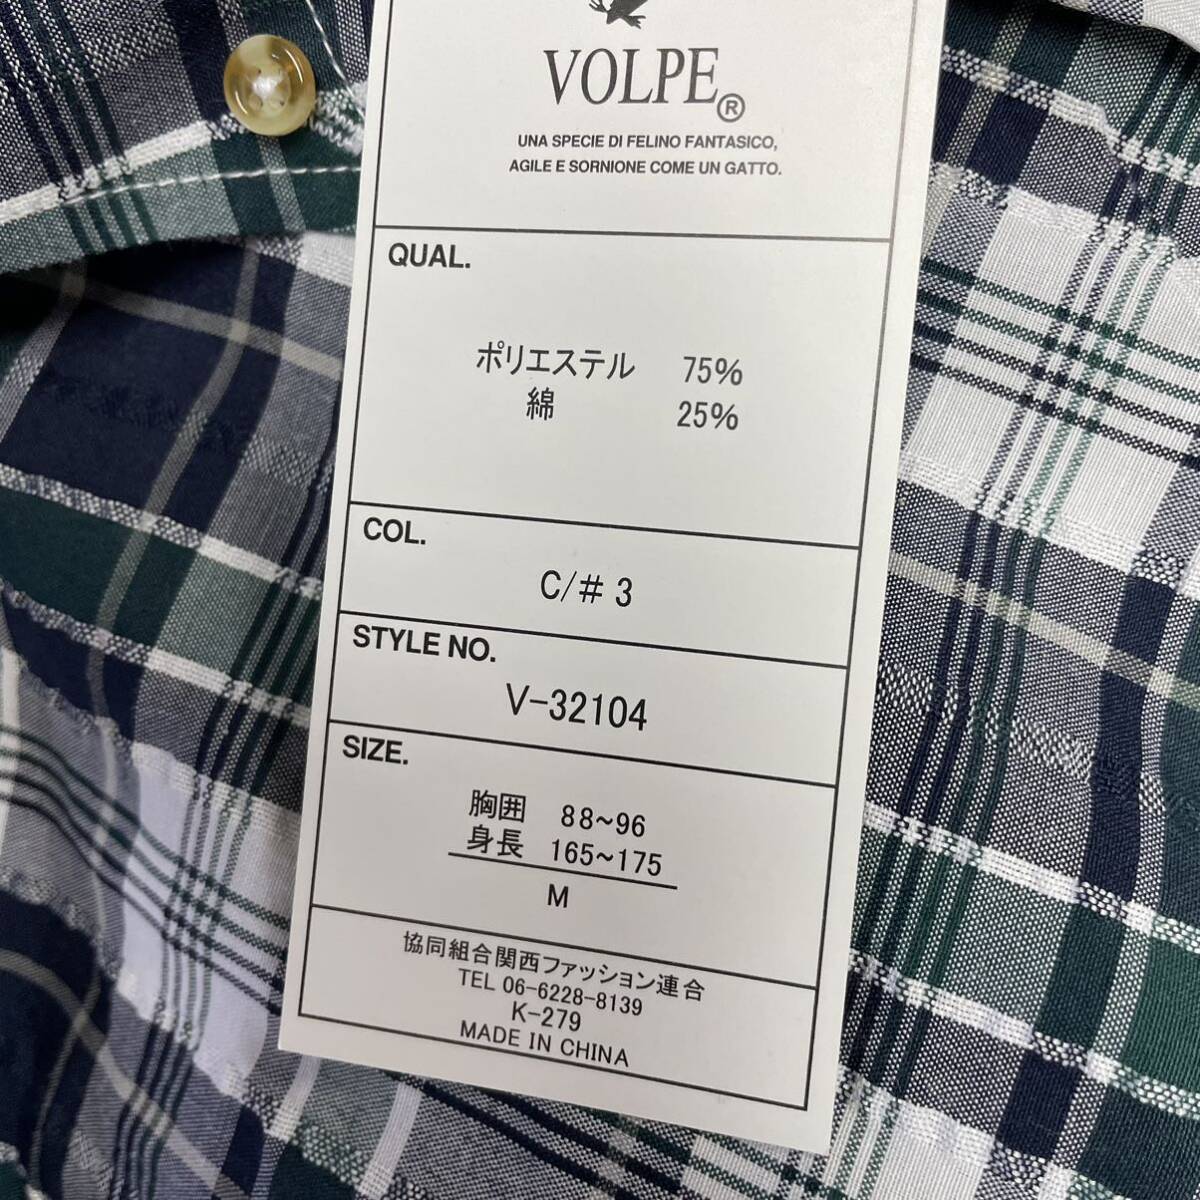 VOLPE®
UNA SPECIE DI FELINO FANTASICO,
AGILE E SORNIONE COME UN GATTO.
QUAL.
ポリエステル 75%
綿 25%
COL.
C/# 3
STYLE NO.
V-32104
SIZE.
胸囲 88~96
身長 165~175
M
協同組合関西ファッション連合
TEL 06-6228-8139
K-279
MADE IN CHINA